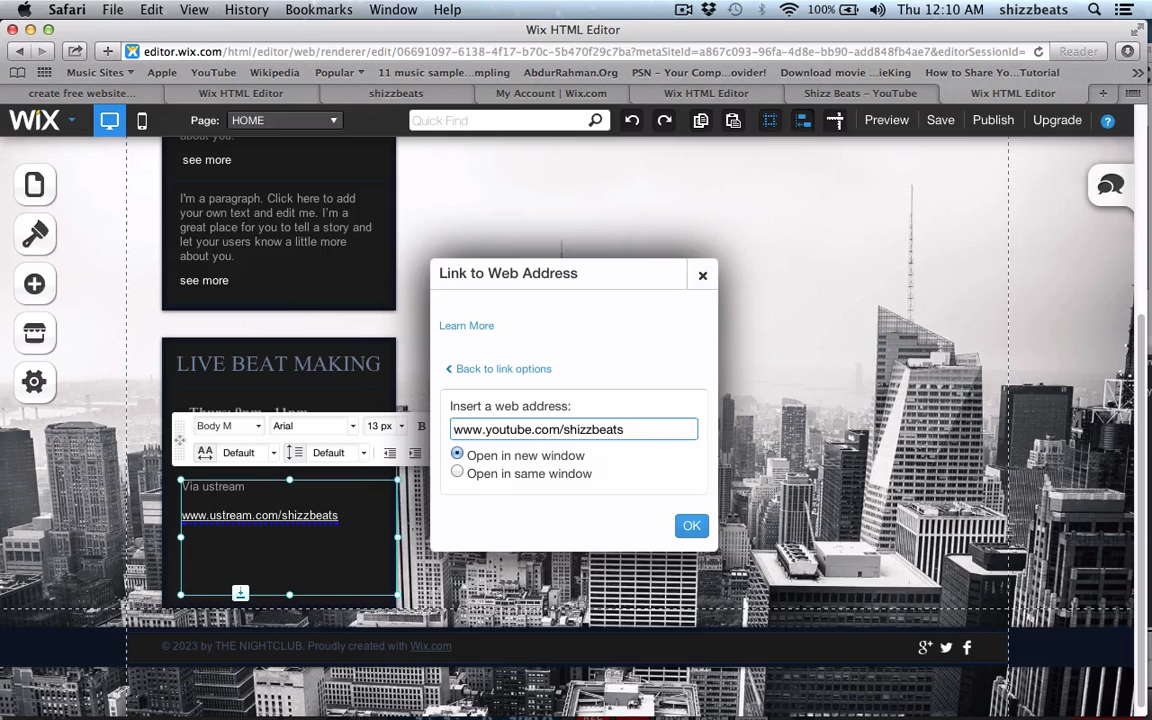 Safari File Edit View History Bookmarks Window Help 100% Thu 12:10 AM shizzbeats
Wix HTML Editor
editor.wix.com/html/editor/web/renderer/edit/06691097-6138-4f17-b70c-5b470f29c7ba?metaSiteId=a867c093-96fa-4d8e-bb90-add848fb4ae7&editorSessionId= Reader
Music Sites Apple YouTube Wikipedia Popular 11 music sample...mpling AbdurRahman.Org PSN – Your Comp...ovider! Download movie ...ieKing How to Share Yo...Tutorial
create free website... Wix HTML Editor shizzbeats My Account | Wix.com Wix HTML Editor Shizz Beats – YouTube Wix HTML Editor
WiX Page: HOME Quick Find Preview Save Publish Upgrade ?
about you.
see more
I'm a paragraph. Click here to add
your own text and edit me. I'm a
great place for you to tell a story and
let your users know a little more
about you.
see more
Link to Web Address
Learn More
Back to link options
Insert a web address:
www.youtube.com/shizzbeats
Open in new window
Open in same window
OK
LIVE BEAT MAKING
Thurs 9pm - 11pm
Body M Arial 13 px B
AA Default Default
Via ustream
www.ustream.com/shizzbeats
© 2023 by THE NIGHTCLUB. Proudly created with Wix.com